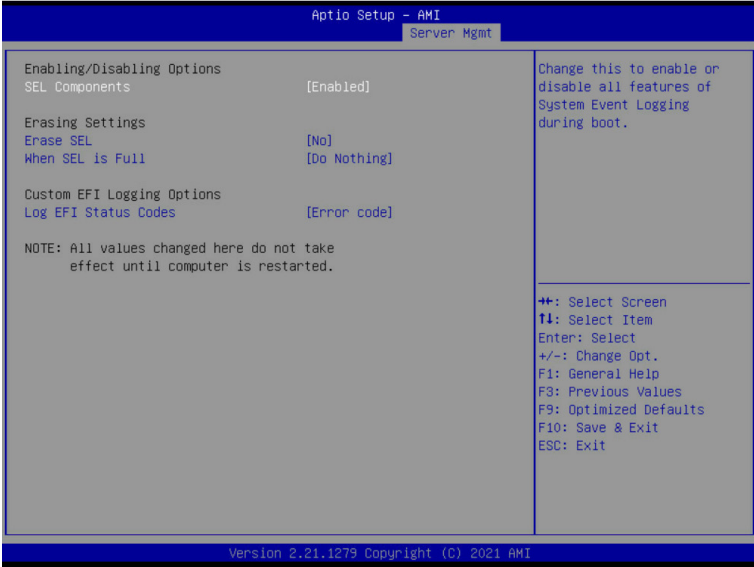 Aptio Setup – AMI
Server Mgmt
Enabling/Disabling Options
SEL Components [Enabled]
Erasing Settings
Erase SEL [No]
When SEL is Full [Do Nothing]
Custom EFI Logging Options
Log EFI Status Codes [Error code]
NOTE: All values changed here do not take
effect until computer is restarted.
Change this to enable or
disable all features of
System Event Logging
during boot.
→←: Select Screen
↑↓: Select Item
Enter: Select
+/-: Change Opt.
F1: General Help
F3: Previous Values
F9: Optimized Defaults
F10: Save & Exit
ESC: Exit
Version 2.21.1279 Copyright (C) 2021 AMI